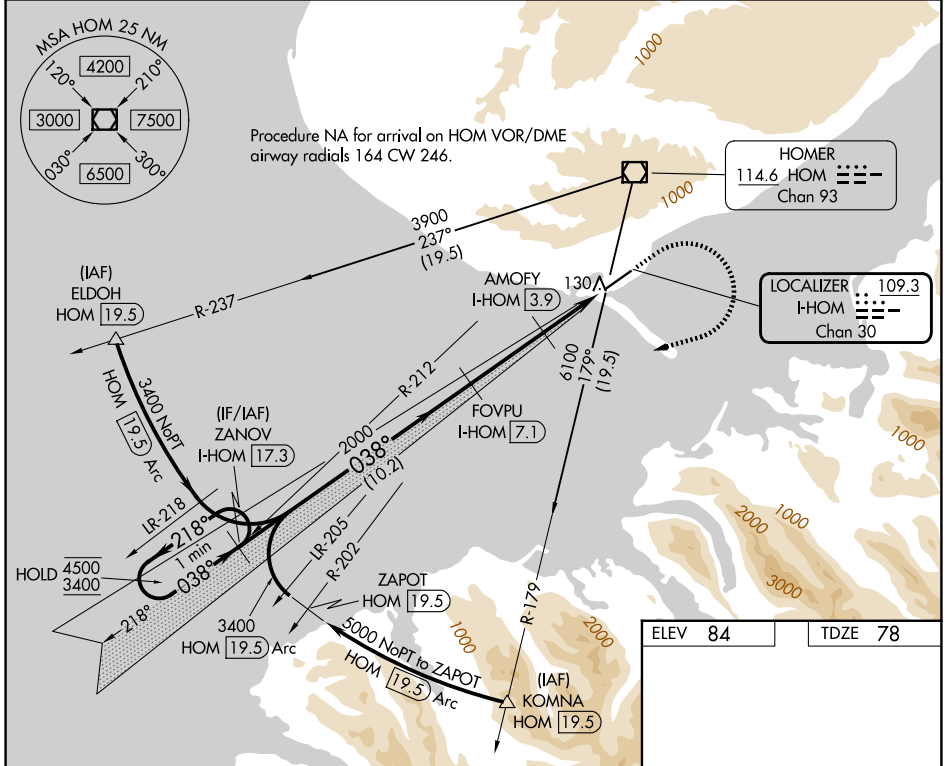 MSA HOM 25 NM
120°
4200
210°
3000
7500
030°
6500
300°
Procedure NA for arrival on HOM VOR/DME
airway radials 164 CW 246.
1000
HOMER
114.6 HOM
Chan 93
1000
3900
237°
(19.5)
(IAF)
ELDOH
HOM 19.5
R-237
AMOFY
I-HOM 3.9
130
LOCALIZER 109.3
I-HOM
Chan 30
R-212
6100
179°
(19.5)
3400 NoPT
HOM 19.5 Arc
(IF/IAF)
ZANOV
I-HOM 17.3
2000
038°
(10.2)
FOVPU
I-HOM 7.1
1000
LR-218
218°
1 min
038°
HOLD 4500
3400
218°
LR-205
R-202
3400
HOM 19.5 Arc
ZAPOT
HOM 19.5
R-179
2000
1000
3000
5000 NoPT to ZAPOT
HOM 19.5 Arc
1000
2000
(IAF)
KOMNA
HOM 19.5
ELEV 84
TDZE 78